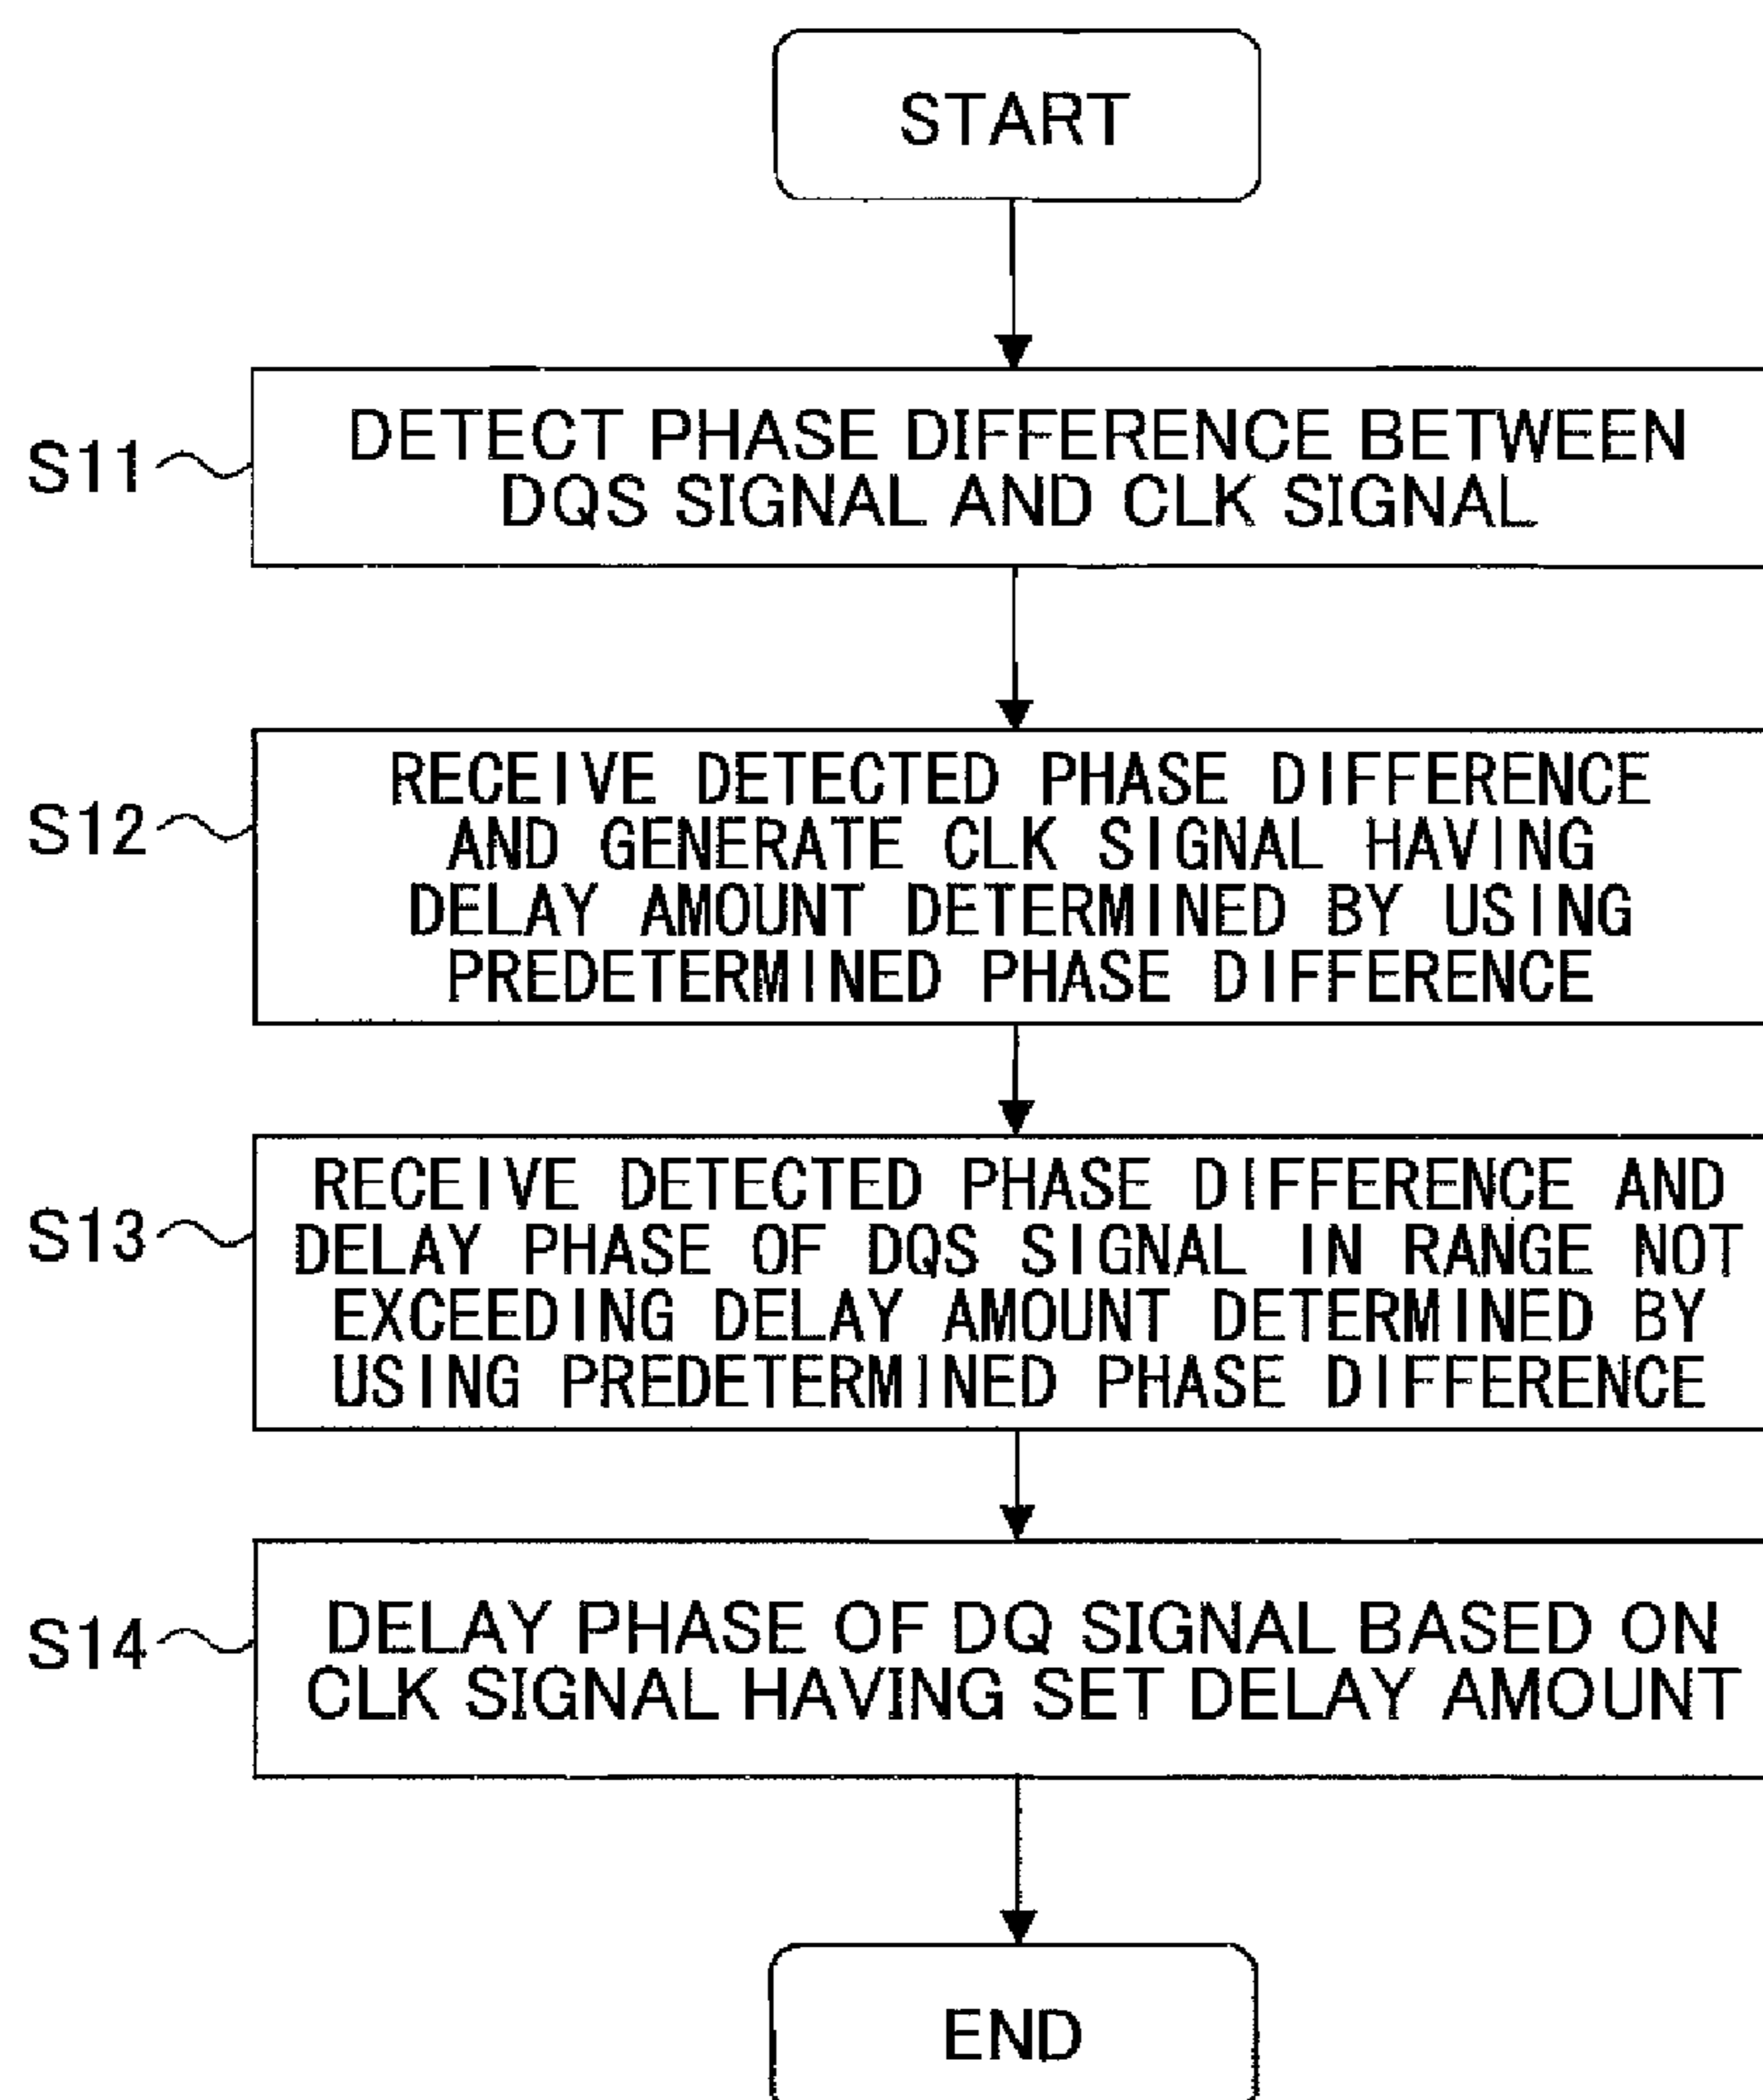 START
S11
DETECT PHASE DIFFERENCE BETWEEN
DQS SIGNAL AND CLK SIGNAL
S12
RECEIVE DETECTED PHASE DIFFERENCE
AND GENERATE CLK SIGNAL HAVING
DELAY AMOUNT DETERMINED BY USING
PREDETERMINED PHASE DIFFERENCE
S13
RECEIVE DETECTED PHASE DIFFERENCE AND
DELAY PHASE OF DQS SIGNAL IN RANGE NOT
EXCEEDING DELAY AMOUNT DETERMINED BY
USING PREDETERMINED PHASE DIFFERENCE
S14
DELAY PHASE OF DQ SIGNAL BASED ON
CLK SIGNAL HAVING SET DELAY AMOUNT
END